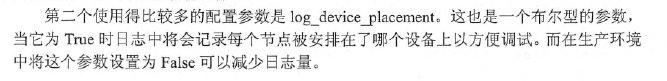 第二个使用得比较多的配置参数是 log_device_placement。这也是一个布尔型的参数，
当它为 True 时日志中将会记录每个节点被安排在了哪个设备上以方便调试。而在生产环境
中将这个参数设置为 False 可以减少日志量。